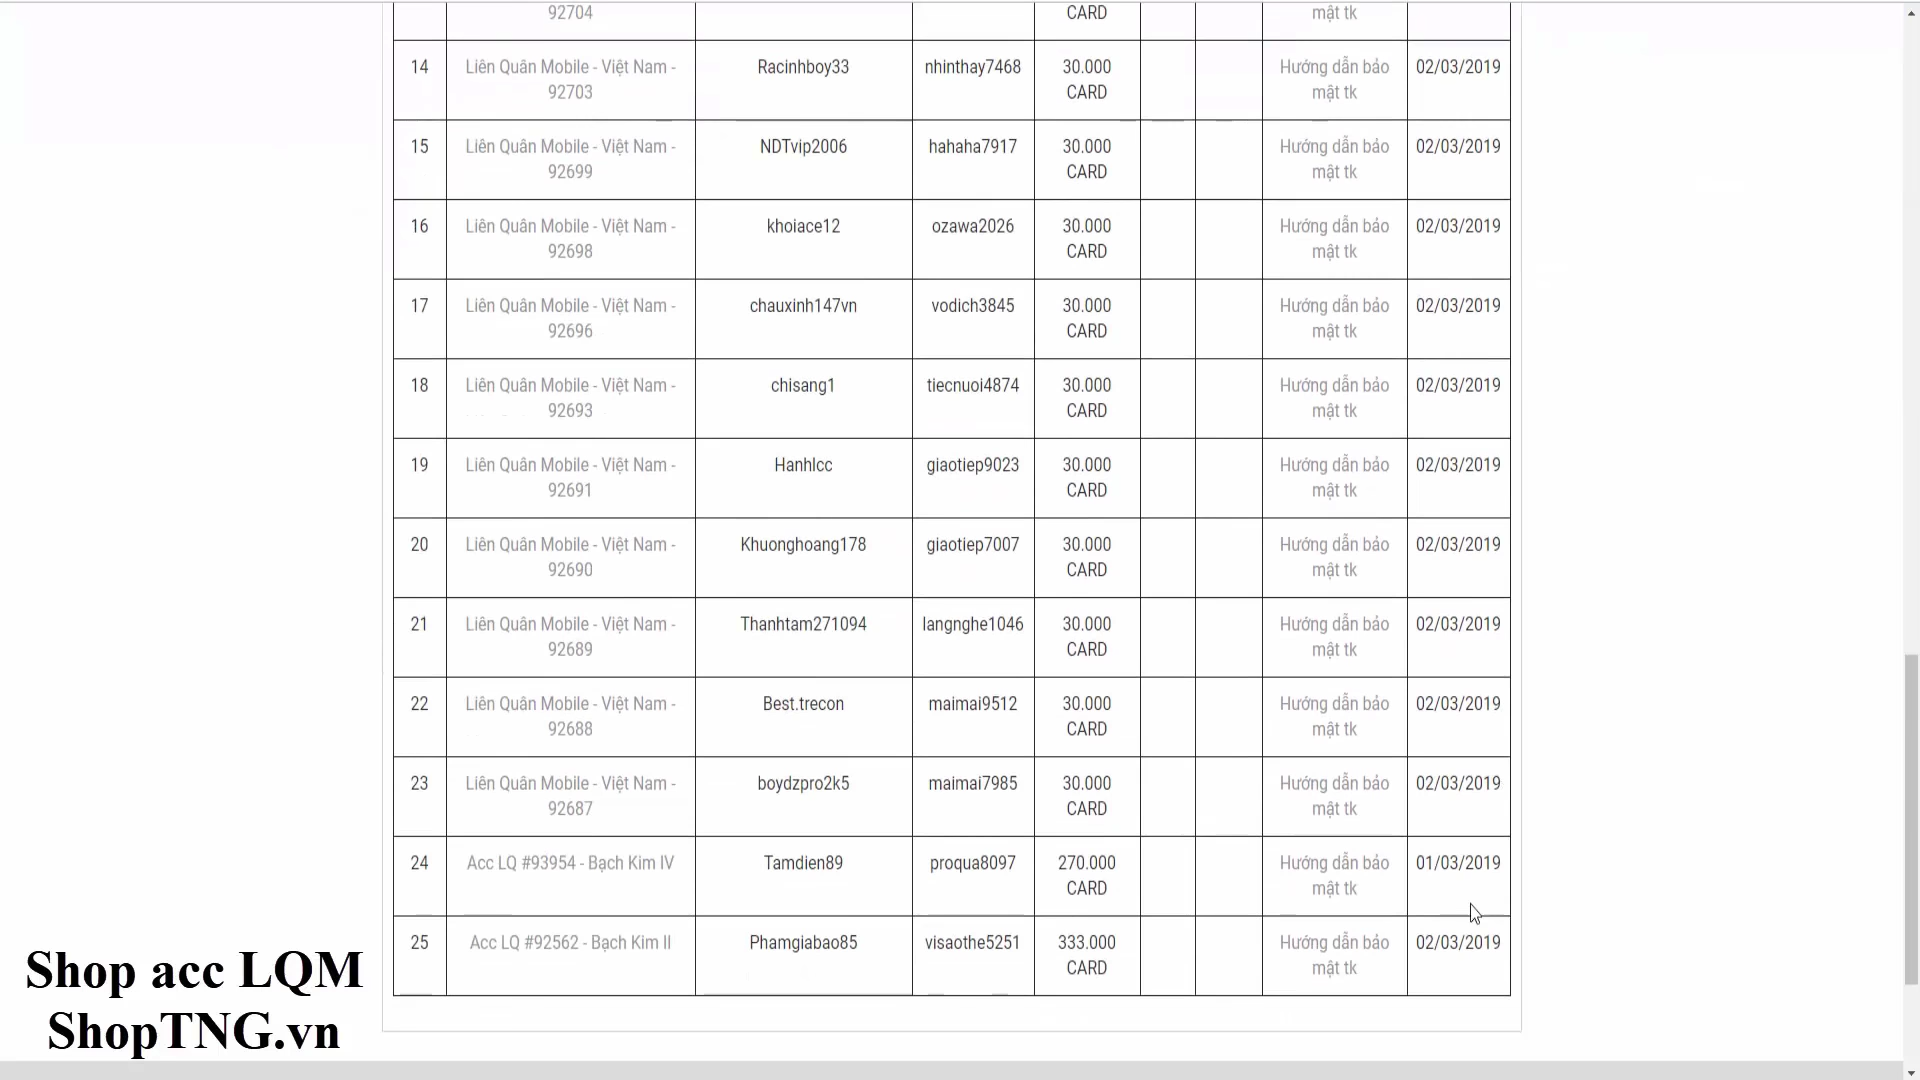 92704 CARD mật tk
14 Liên Quân Mobile - Việt Nam - Racinhboy33 nhinthay7468 30.000 Hướng dẫn bảo 02/03/2019
92703 CARD mật tk
15 Liên Quân Mobile - Việt Nam - NDTvip2006 hahaha7917 30.000 Hướng dẫn bảo 02/03/2019
92699 CARD mật tk
16 Liên Quân Mobile - Việt Nam - khoiace12 ozawa2026 30.000 Hướng dẫn bảo 02/03/2019
92698 CARD mật tk
17 Liên Quân Mobile - Việt Nam - chauxinh147vn vodich3845 30.000 Hướng dẫn bảo 02/03/2019
92696 CARD mật tk
18 Liên Quân Mobile - Việt Nam - chisang1 tiecnuoi4874 30.000 Hướng dẫn bảo 02/03/2019
92693 CARD mật tk
19 Liên Quân Mobile - Việt Nam - Hanhlcc giaotiep9023 30.000 Hướng dẫn bảo 02/03/2019
92691 CARD mật tk
20 Liên Quân Mobile - Việt Nam - Khuonghoang178 giaotiep7007 30.000 Hướng dẫn bảo 02/03/2019
92690 CARD mật tk
21 Liên Quân Mobile - Việt Nam - Thanhtam271094 langnghe1046 30.000 Hướng dẫn bảo 02/03/2019
92689 CARD mật tk
22 Liên Quân Mobile - Việt Nam - Best.trecon maimai9512 30.000 Hướng dẫn bảo 02/03/2019
92688 CARD mật tk
23 Liên Quân Mobile - Việt Nam - boydzpro2k5 maimai7985 30.000 Hướng dẫn bảo 02/03/2019
92687 CARD mật tk
24 Acc LQ #93954 - Bạch Kim IV Tamdien89 proqua8097 270.000 Hướng dẫn bảo 01/03/2019
CARD mật tk
25 Acc LQ #92562 - Bạch Kim II Phamgiabao85 visaothe5251 333.000 Hướng dẫn bảo 02/03/2019
CARD mật tk
Shop acc LQM
ShopTNG.vn